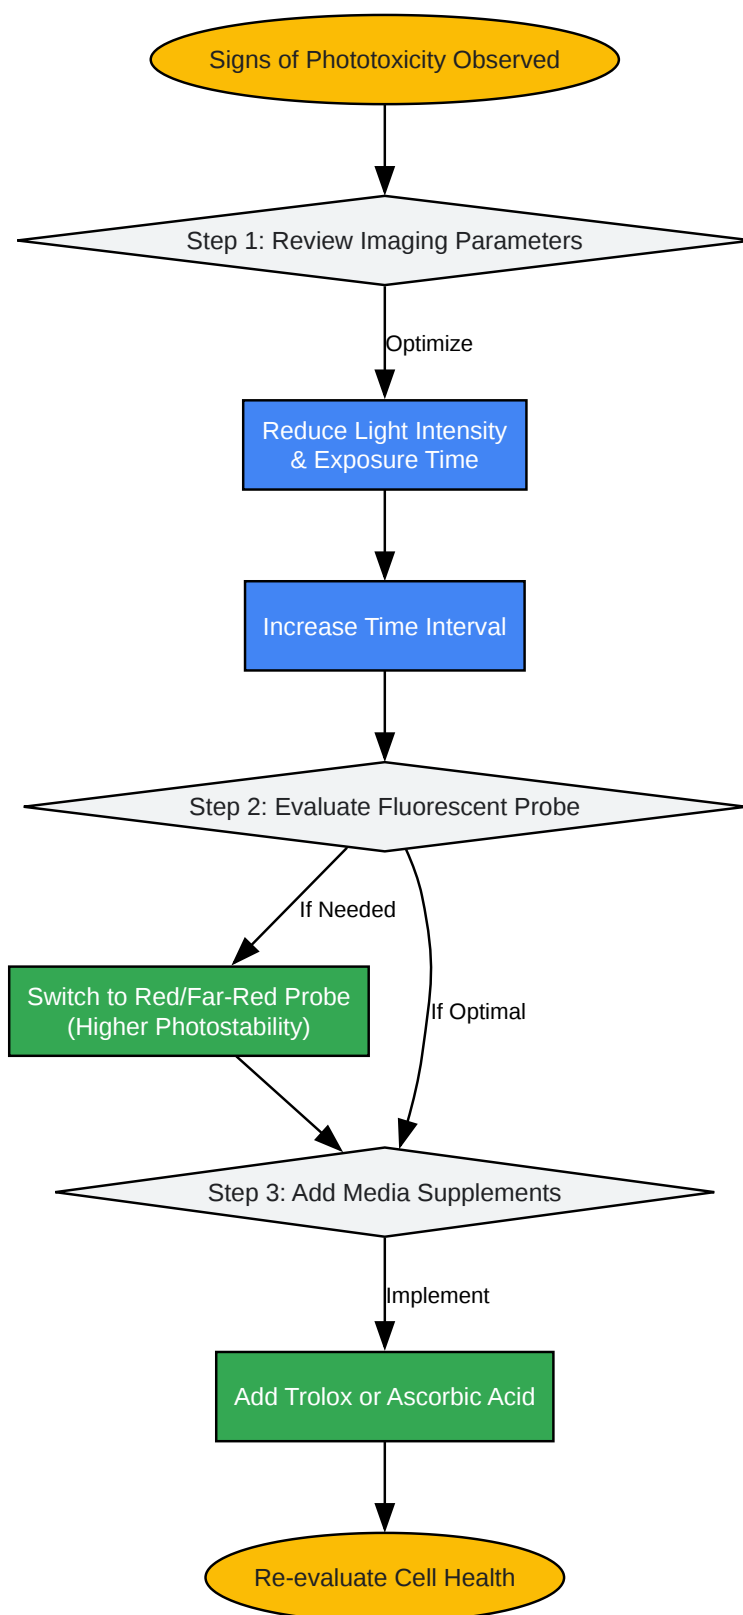 Signs of Phototoxicity Observed
Step 1: Review Imaging Parameters
Optimize
Reduce Light Intensity
& Exposure Time
Increase Time Interval
Step 2: Evaluate Fluorescent Probe
If Needed
Switch to Red/Far-Red Probe
(Higher Photostability)
If Optimal
Step 3: Add Media Supplements
Implement
Add Trolox or Ascorbic Acid
Re-evaluate Cell Health